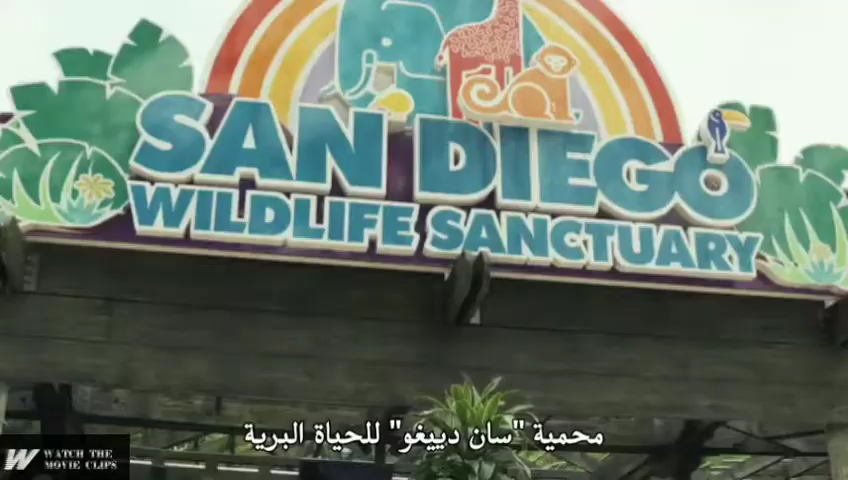 SAN DIEGO
WILDLIFE SANCTUARY
محمية "سان دييغو" للحياة البرية
W WATCH THE
MOVIE CLIPS